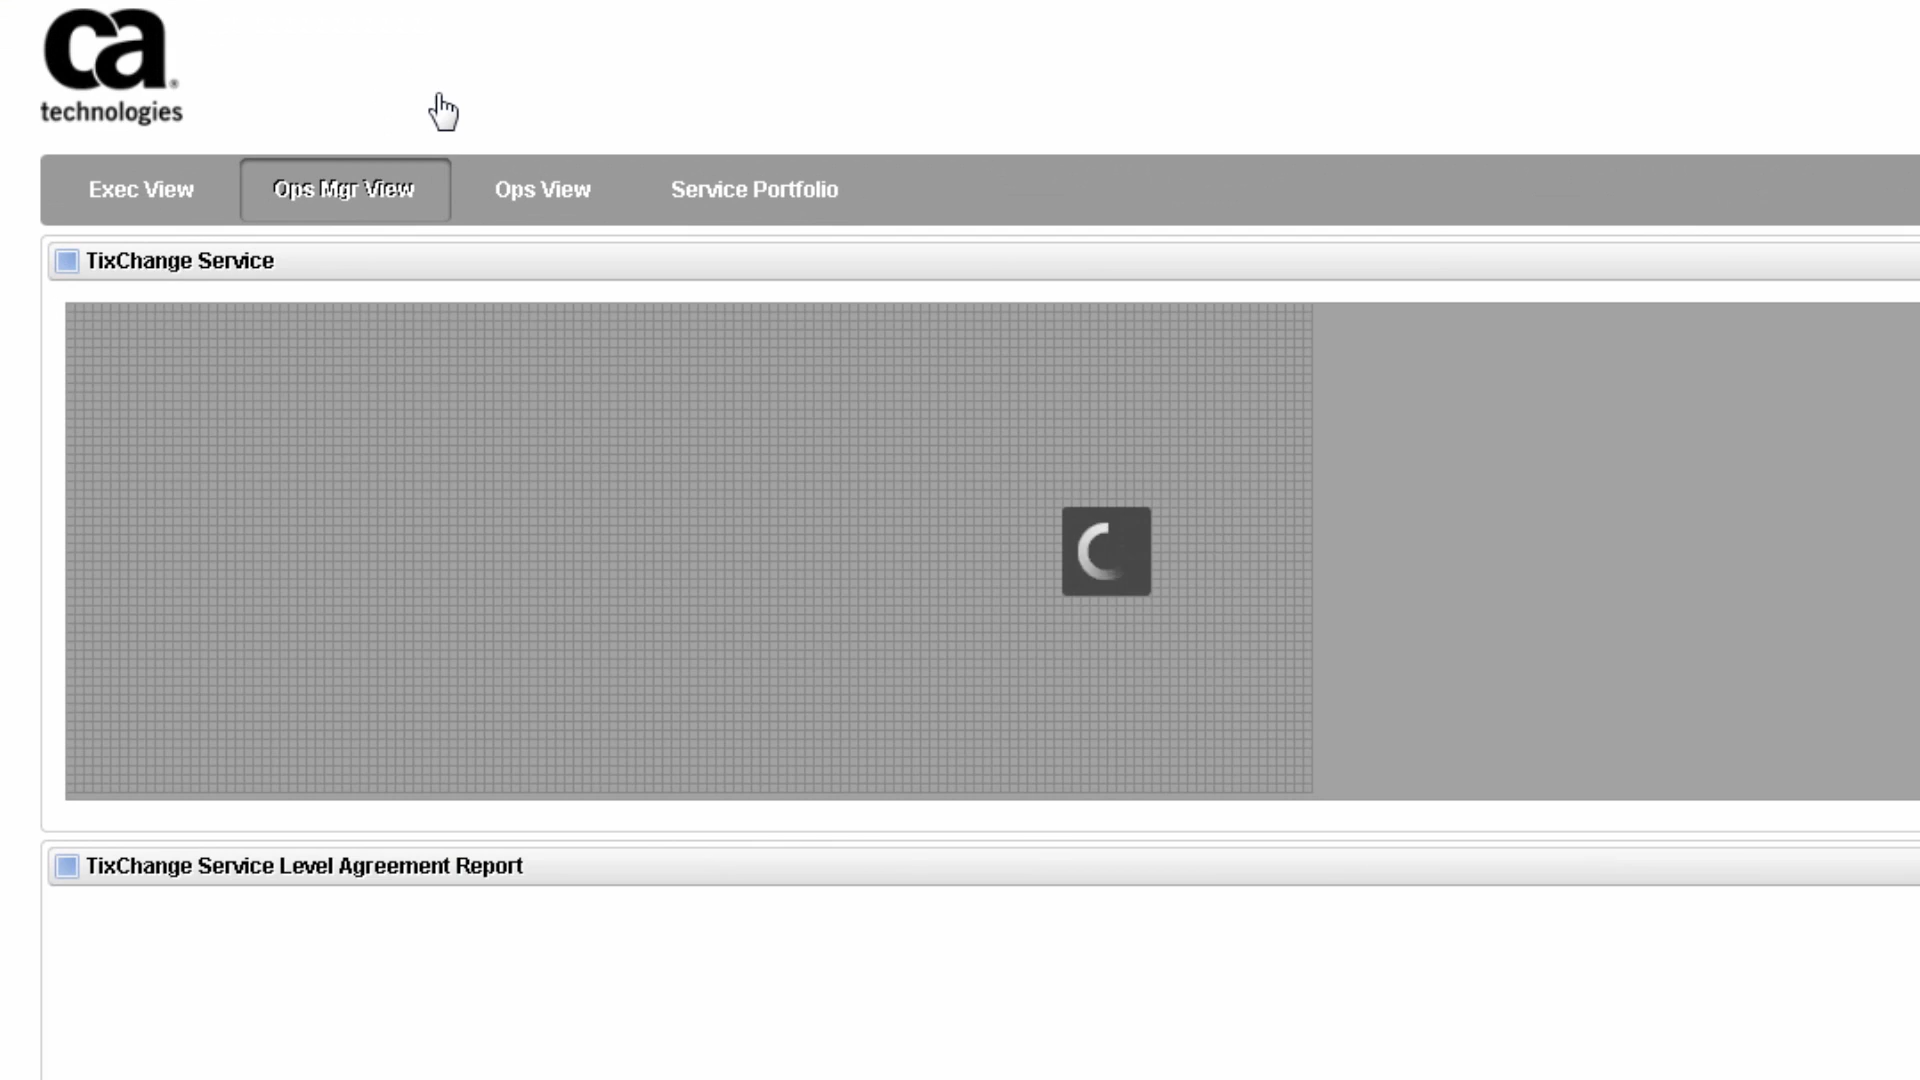 ca
technologies
Exec View
Ops Mgr View
Ops View
Service Portfolio
TixChange Service
TixChange Service Level Agreement Report